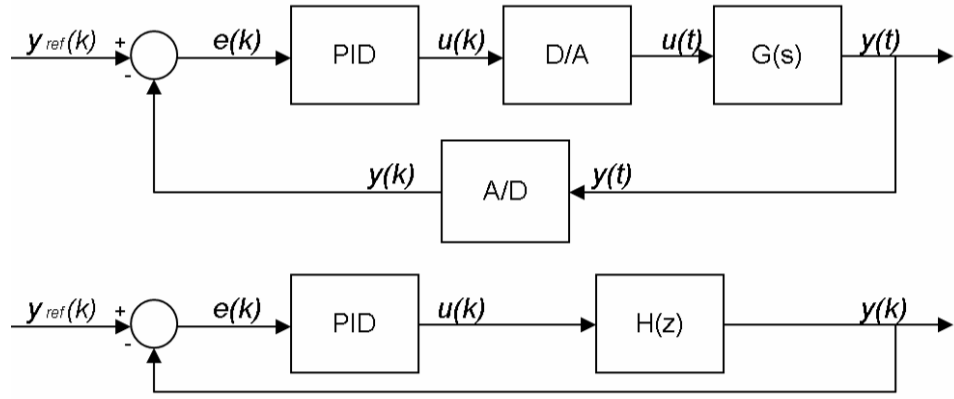 y ref(k) + e(k) PID u(k) D/A u(t) G(s) y(t)
-
y(k) A/D y(t)
y ref(k) + e(k) PID u(k) H(z) y(k)
-